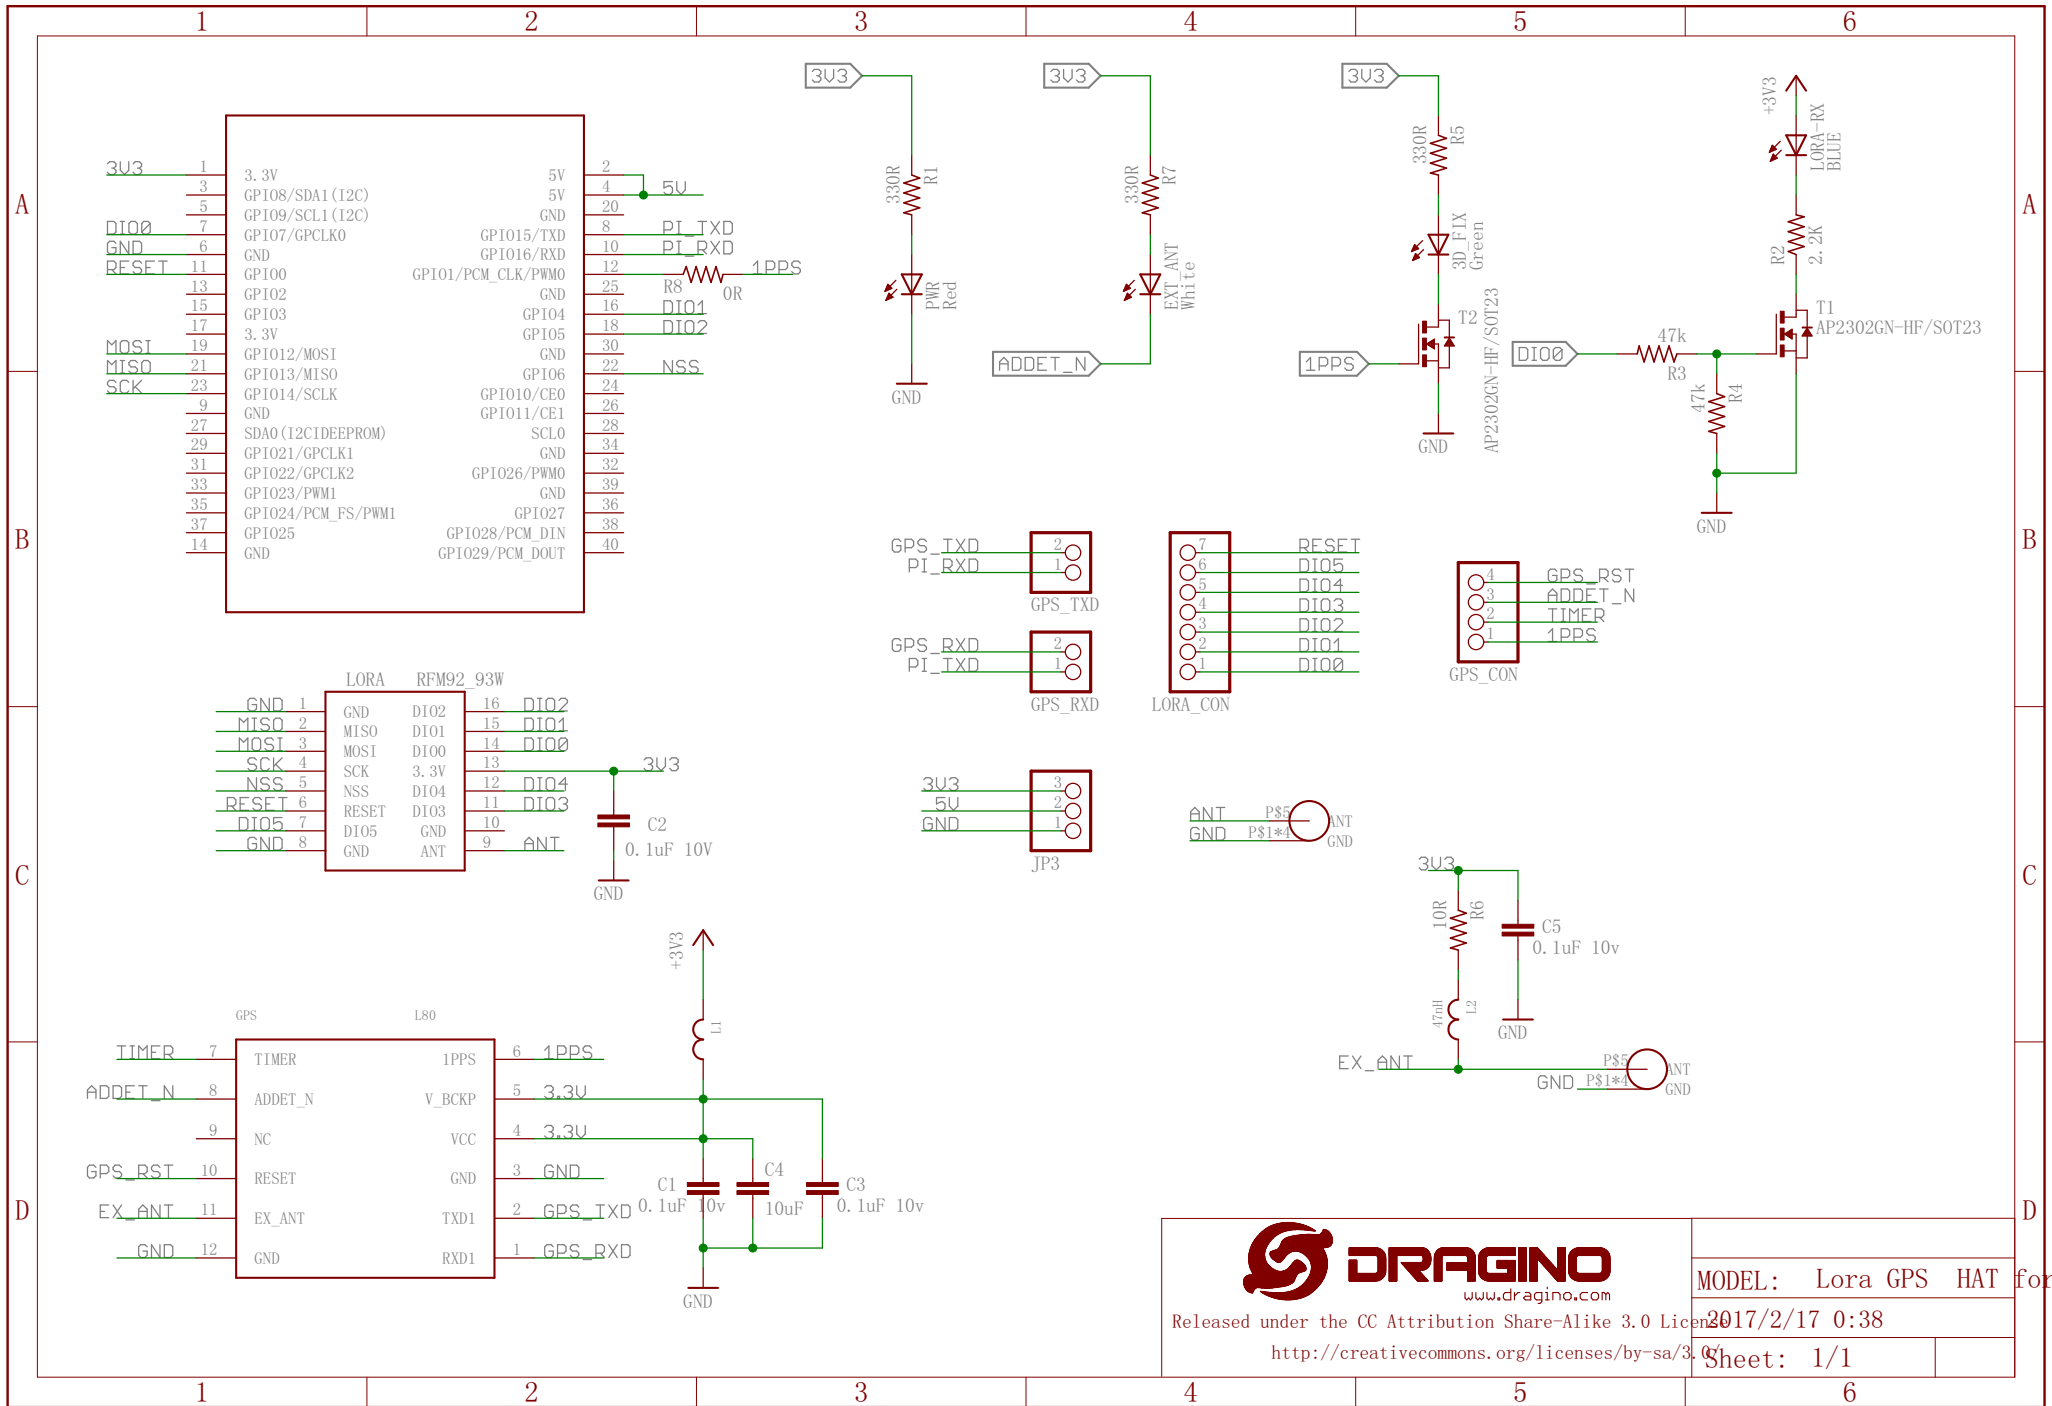 1 2 3 4 5 6
A
B
C
D
A
B
C
D
1 2 3 4 5 6
3V3 1 3.3V
3 GPIO8/SDA1(I2C)
5 GPIO9/SCL1(I2C)
DIO0 7 GPIO7/GPCLK0
GND 6 GND
RESET 11 GPIO0
13 GPIO2
15 GPIO3
17 3.3V
MOSI 19 GPIO12/MOSI
MISO 21 GPIO13/MISO
SCK 23 GPIO14/SCLK
9 GND
27 SDA0(I2CIDEEPROM)
29 GPIO21/GPCLK1
31 GPIO22/GPCLK2
33 GPIO23/PWM1
35 GPIO24/PCM_FS/PWM1
37 GPIO25
14 GND
5V 2
5V 4 5V
GND 20
GPIO15/TXD 8 PI_TXD
GPIO16/RXD 10 PI_RXD
GPIO1/PCM_CLK/PWM0 12 R8 0R 1PPS
GND 25
GPIO4 16 DIO1
GPIO5 18 DIO2
GND 30
GPIO6 22 NSS
GPIO10/CE0 24
GPIO11/CE1 26
SCL0 28
GND 34
GPIO26/PWM0 32
GND 39
GPIO27 36
GPIO28/PCM_DIN 38
GPIO29/PCM_DOUT 40
3V3
330R R1
PWR
Red
GND
3V3
330R R7
EXT_ANT
White
ADDET_N
3V3
330R R5
3D_FIX
Green
T2
AP2302GN-HF/SOT23
1PPS
GND
+3V3
LORA-RX
BLUE
R2 2.2K
T1
AP2302GN-HF/SOT23
DIO0
47k
R3
47k R4
GND
GPS_TXD 2
PI_RXD 1
GPS_TXD
GPS_RXD 2
PI_TXD 1
GPS_RXD
7 RESET
6 DIO5
5 DIO4
4 DIO3
3 DIO2
2 DIO1
1 DIO0
LORA_CON
4 GPS_RST
3 ADDET_N
2 TIMER
1 1PPS
GPS_CON
LORA RFM92_93W
GND 1 GND DIO2 16 DIO2
MISO 2 MISO DIO1 15 DIO1
MOSI 3 MOSI DIO0 14 DIO0
SCK 4 SCK 3.3V 13 3V3
NSS 5 NSS DIO4 12 DIO4
RESET 6 RESET DIO3 11 DIO3
DIO5 7 DIO5 GND 10
GND 8 GND ANT 9 ANT
C2
0.1uF 10V
GND
3V3 3
5V 2
GND 1
JP3
ANT P$5 ANT
GND P$1*4 GND
3V3
10R R6
C5
0.1uF 10v
47nH L2
GND
EX_ANT P$5 ANT
GND P$1*4 GND
+3V3
L1
GPS L80
TIMER 7 TIMER 1PPS 6 1PPS
ADDET_N 8 ADDET_N V_BCKP 5 3.3V
9 NC VCC 4 3.3V
GPS_RST 10 RESET GND 3 GND
EX_ANT 11 EX_ANT TXD1 2 GPS_TXD
GND 12 GND RXD1 1 GPS_RXD
C1
0.1uF 10v
C4
10uF
C3
0.1uF 10v
GND
DRAGINO
www.dragino.com
Released under the CC Attribution Share-Alike 3.0 License
http://creativecommons.org/licenses/by-sa/3.0/
MODEL: Lora GPS HAT for
2017/2/17 0:38
Sheet: 1/1